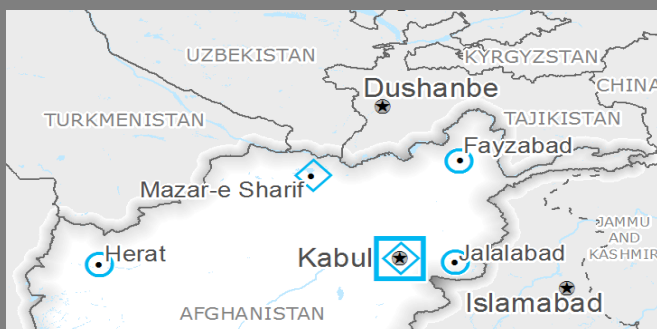 UZBEKISTAN
KYRGYZSTAN
Dushanbe
CHINA
TURKMENISTAN
TAJIKISTAN
Fayzabad
Mazar-e Sharif
JAMMU
AND
KASHMIR
Herat
Kabul
Jalalabad
Islamabad
AFGHANISTAN